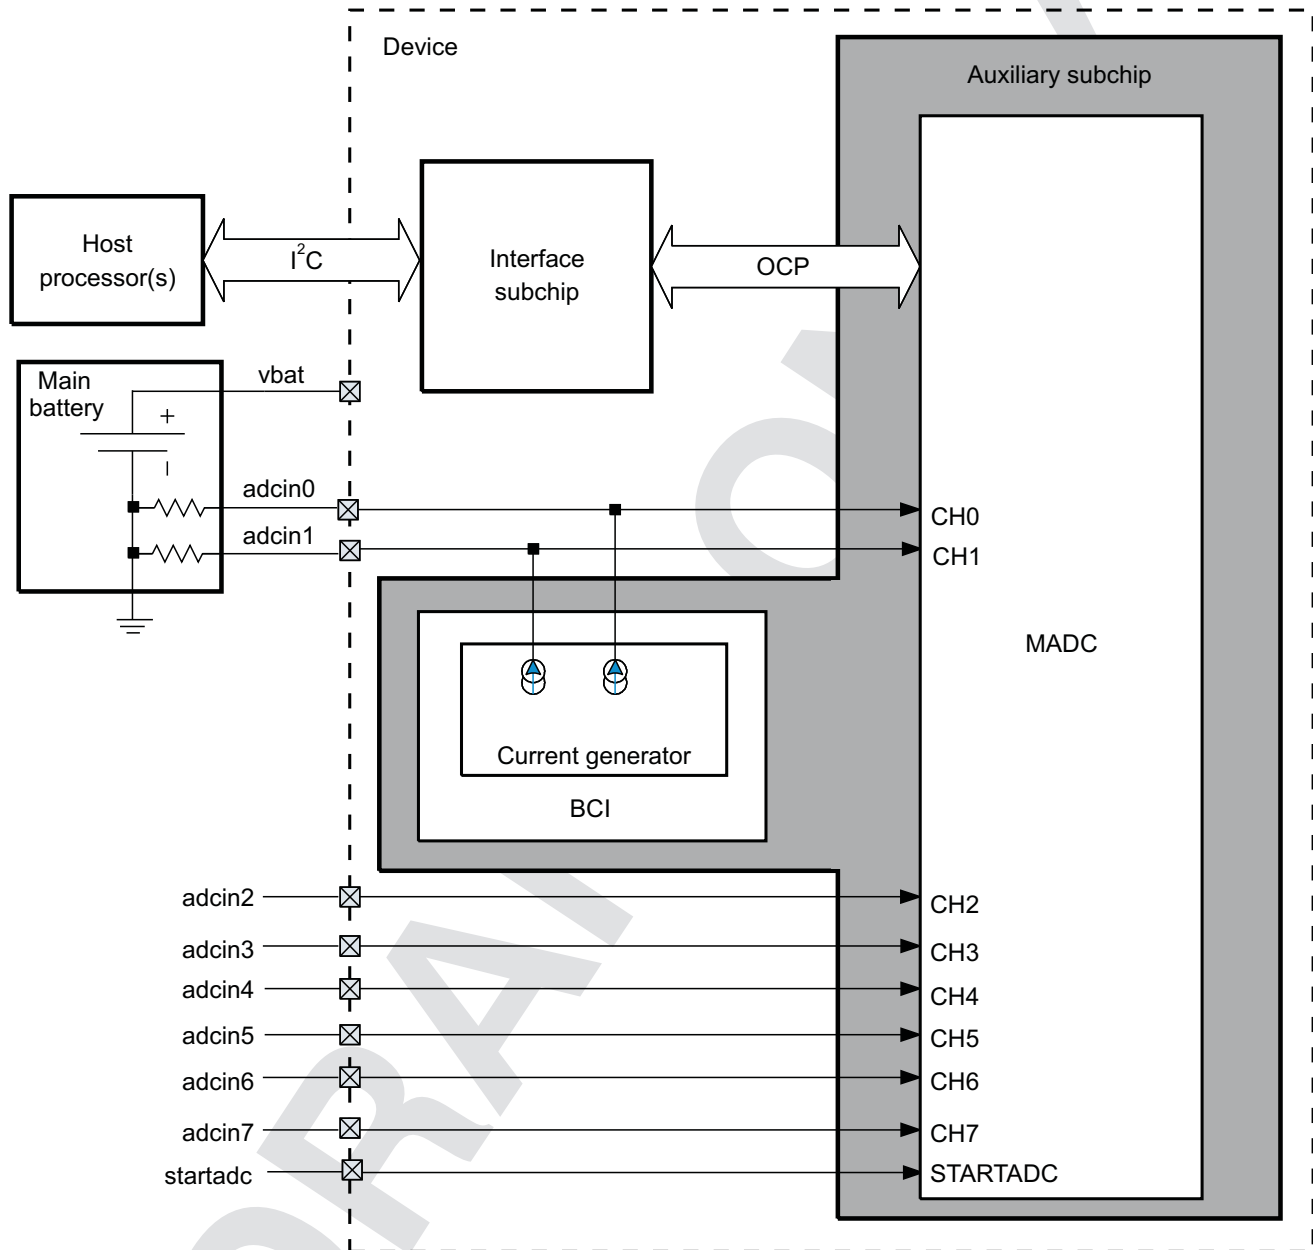 Device
Auxiliary subchip
Host
processor(s)
I²C
Interface
subchip
OCP
Main
battery
vbat
+
−
adcin0
adcin1
CH0
CH1
MADC
Current generator
BCI
adcin2
CH2
adcin3
CH3
adcin4
CH4
adcin5
CH5
adcin6
CH6
adcin7
CH7
startadc
STARTADC